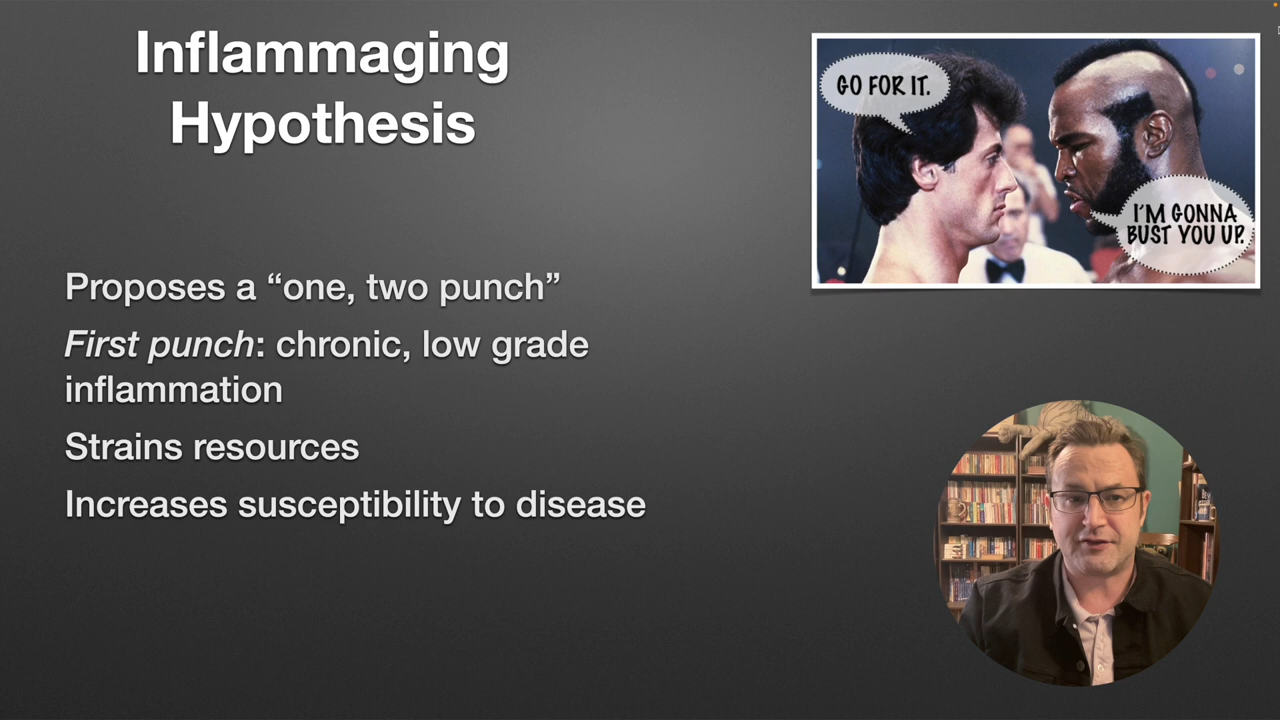 Inflammaging
Hypothesis
GO FOR IT.
I'M GONNA
BUST YOU UP.
Proposes a “one, two punch”
First punch: chronic, low grade
inflammation
Strains resources
Increases susceptibility to disease